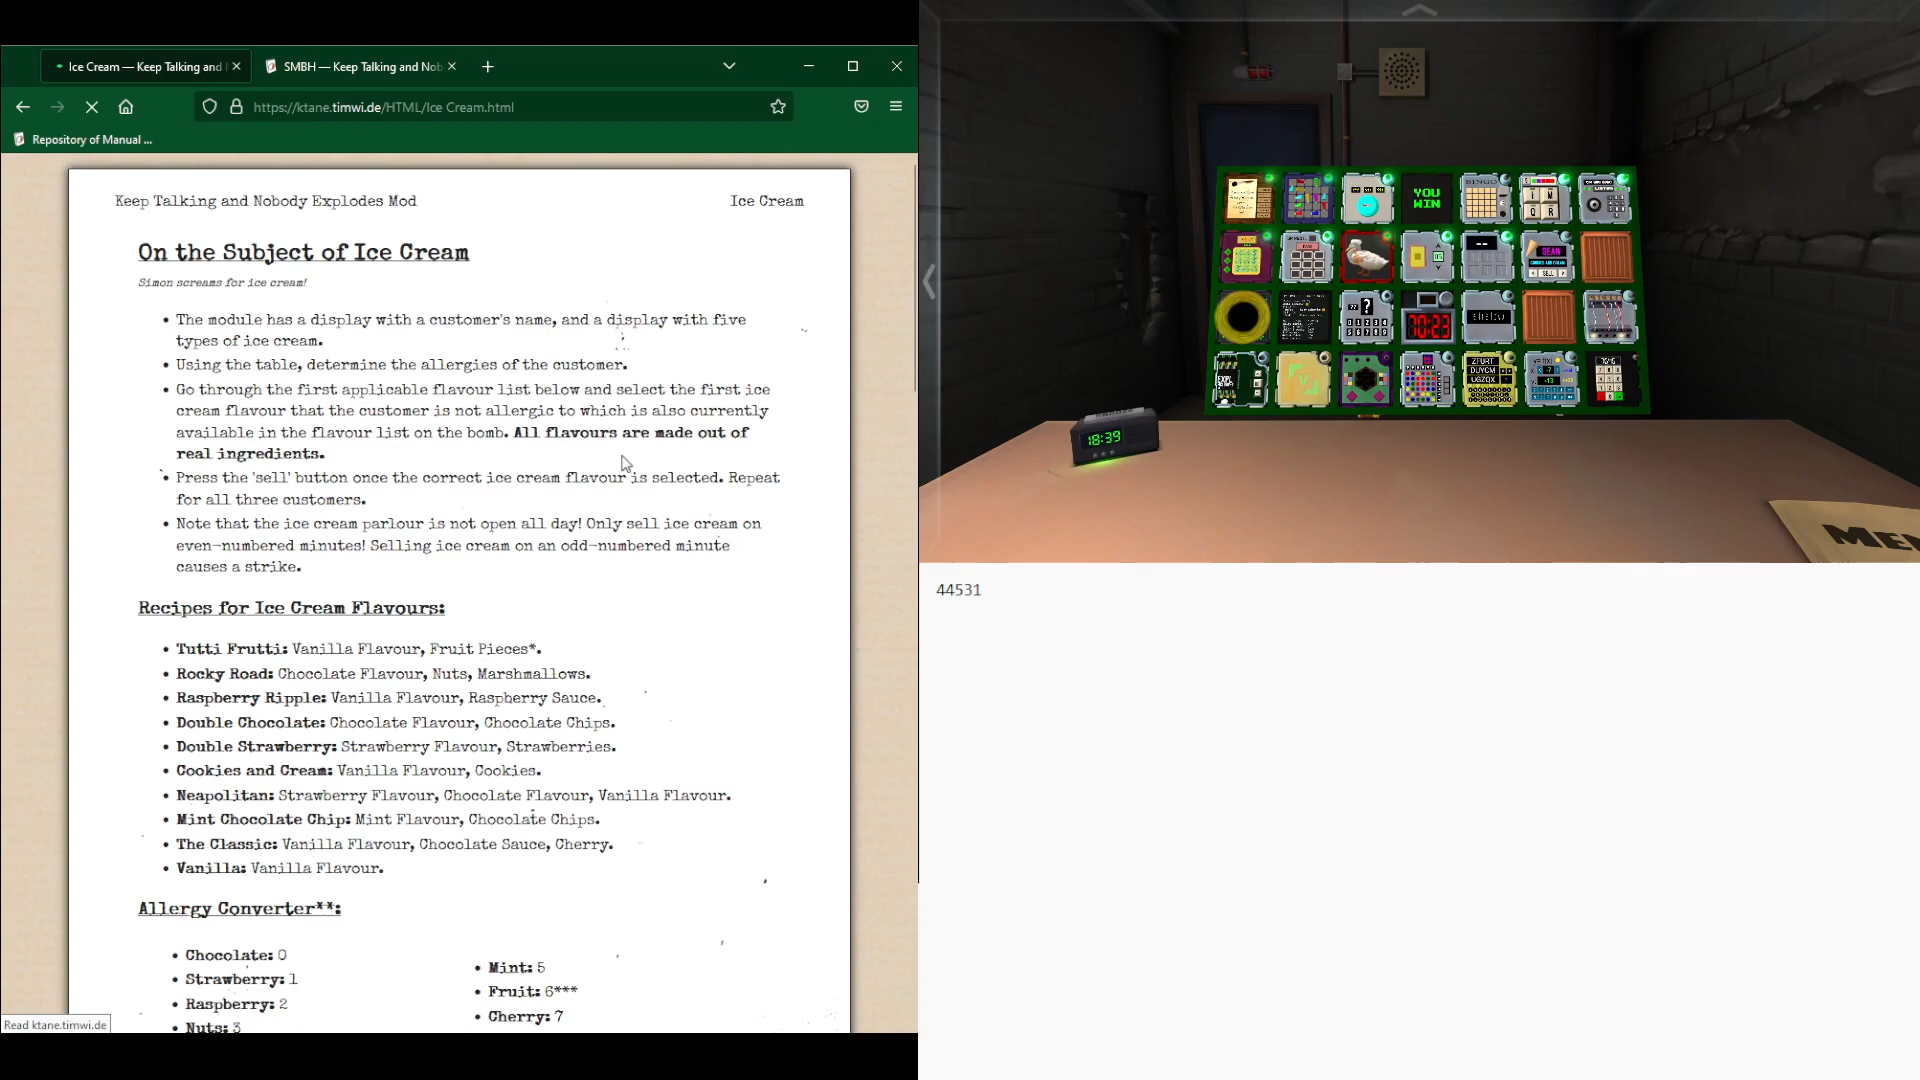 Ice Cream — Keep Talking and
SMBH — Keep Talking and Nob
https://ktane.timwi.de/HTML/Ice Cream.html
Repository of Manual ...
Keep Talking and Nobody Explodes Mod
Ice Cream
On the Subject of Ice Cream
Simon screams for ice cream!
• The module has a display with a customer's name, and a display with five
types of ice cream.
• Using the table, determine the allergies of the customer.
• Go through the first applicable flavour list below and select the first ice
cream flavour that the customer is not allergic to which is also currently
available in the flavour list on the bomb. All flavours are made out of
real ingredients.
• Press the 'sell' button once the correct ice cream flavour is selected. Repeat
for all three customers.
• Note that the ice cream parlour is not open all day! Only sell ice cream on
even-numbered minutes! Selling ice cream on an odd-numbered minute
causes a strike.
Recipes for Ice Cream Flavours:
• Tutti Frutti: Vanilla Flavour, Fruit Pieces*.
• Rocky Road: Chocolate Flavour, Nuts, Marshmallows.
• Raspberry Ripple: Vanilla Flavour, Raspberry Sauce.
• Double Chocolate: Chocolate Flavour, Chocolate Chips.
• Double Strawberry: Strawberry Flavour, Strawberries.
• Cookies and Cream: Vanilla Flavour, Cookies.
• Neapolitan: Strawberry Flavour, Chocolate Flavour, Vanilla Flavour.
• Mint Chocolate Chip: Mint Flavour, Chocolate Chips.
• The Classic: Vanilla Flavour, Chocolate Sauce, Cherry.
• Vanilla: Vanilla Flavour.
Allergy Converter**:
• Chocolate: 0
• Strawberry: 1
• Raspberry: 2
• Nuts: 3
• Mint: 5
• Fruit: 6***
• Cherry: 7
Read ktane.timwi.de
YOU
WIN
BINGO
SEAN
COOKIES AND CREAM
SELL
ZFURT
DUYCM
UGZQX
18:39
44531